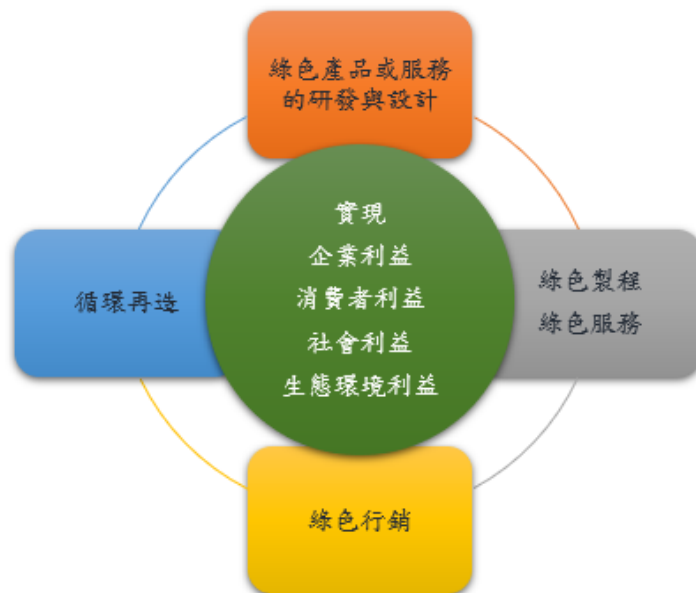 綠色產品或服務
的研發與設計
實現
企業利益
消費者利益
社會利益
生態環境利益
循環再造
綠色製程
綠色服務
綠色行銷